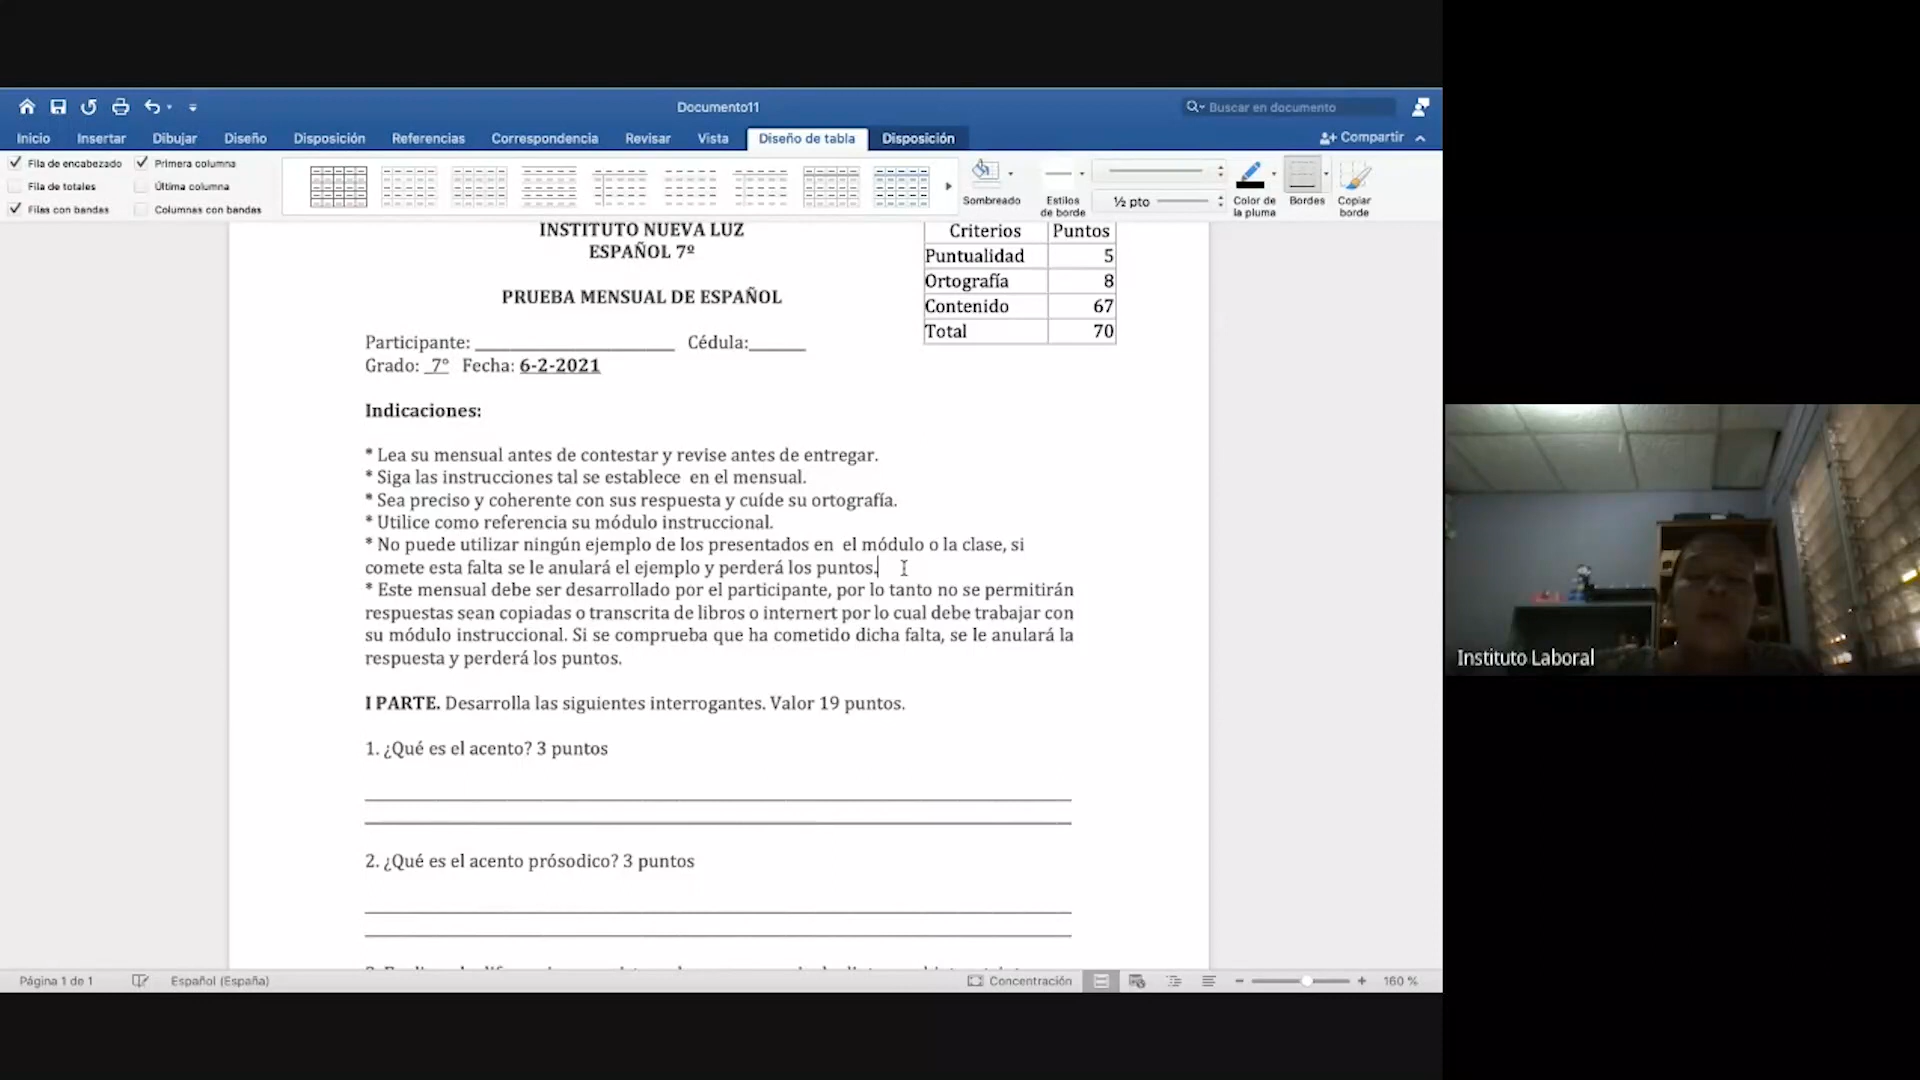 Documento11
Buscar en documento
Inicio Insertar Dibujar Diseño Disposición Referencias Correspondencia Revisar Vista Diseño de tabla Disposición Compartir
Fila de encabezado Primera columna
Fila de totales Última columna
Filas con bandas Columnas con bandas
Sombreado
Estilos de borde
½ pto
Color de la pluma
Bordes
Copiar borde
INSTITUTO NUEVA LUZ
ESPAÑOL 7º
PRUEBA MENSUAL DE ESPAÑOL
Criterios Puntos
Puntualidad 5
Ortografía 8
Contenido 67
Total 70
Participante: ______________________ Cédula:______
Grado: 7° Fecha: 6-2-2021
Indicaciones:
* Lea su mensual antes de contestar y revise antes de entregar.
* Siga las instrucciones tal se establece en el mensual.
* Sea preciso y coherente con sus respuesta y cuíde su ortografía.
* Utilice como referencia su módulo instruccional.
* No puede utilizar ningún ejemplo de los presentados en el módulo o la clase, si
comete esta falta se le anulará el ejemplo y perderá los puntos.
* Este mensual debe ser desarrollado por el participante, por lo tanto no se permitirán
respuestas sean copiadas o transcrita de libros o internert por lo cual debe trabajar con
su módulo instruccional. Si se comprueba que ha cometido dicha falta, se le anulará la
respuesta y perderá los puntos.
I PARTE. Desarrolla las siguientes interrogantes. Valor 19 puntos.
1. ¿Qué es el acento? 3 puntos
2. ¿Qué es el acento prósodico? 3 puntos
Página 1 de 1 Español (España) Concentración 160 %
Instituto Laboral